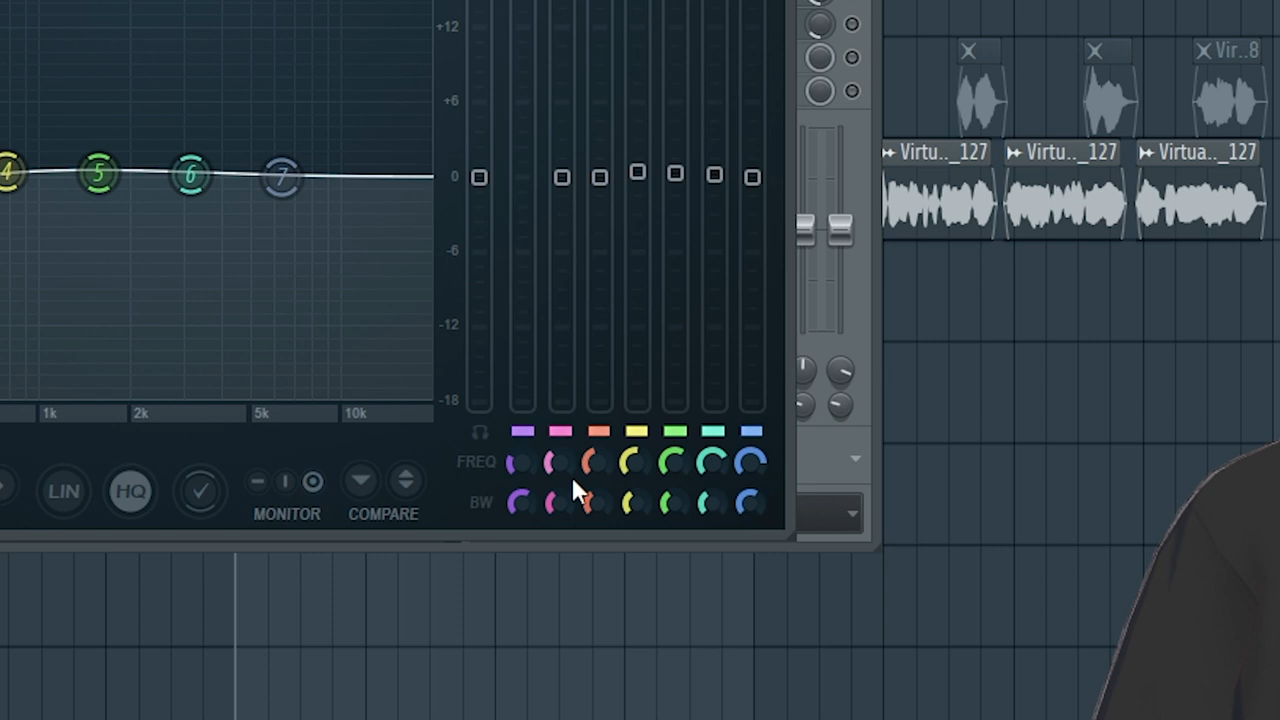 +12
Vir..8
+6
Virtu.._127
Virtu.._127
Virtua.._127
4
5
6
7
0
-6
-12
-18
1k
2k
5k
10k
FREQ
LIN
HQ
BW
MONITOR
COMPARE